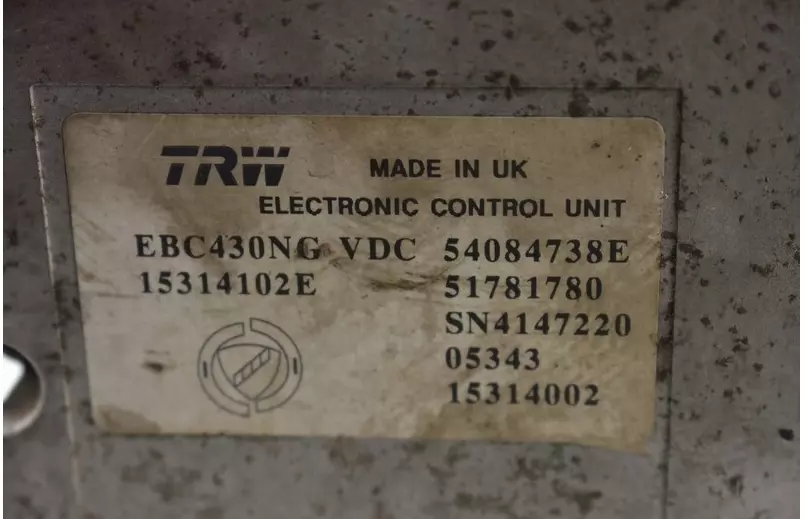 TRW MADE IN UK
ELECTRONIC CONTROL UNIT
EBC430NG VDC 54084738E
15314102E 51781780
SN4147220
05343
15314002